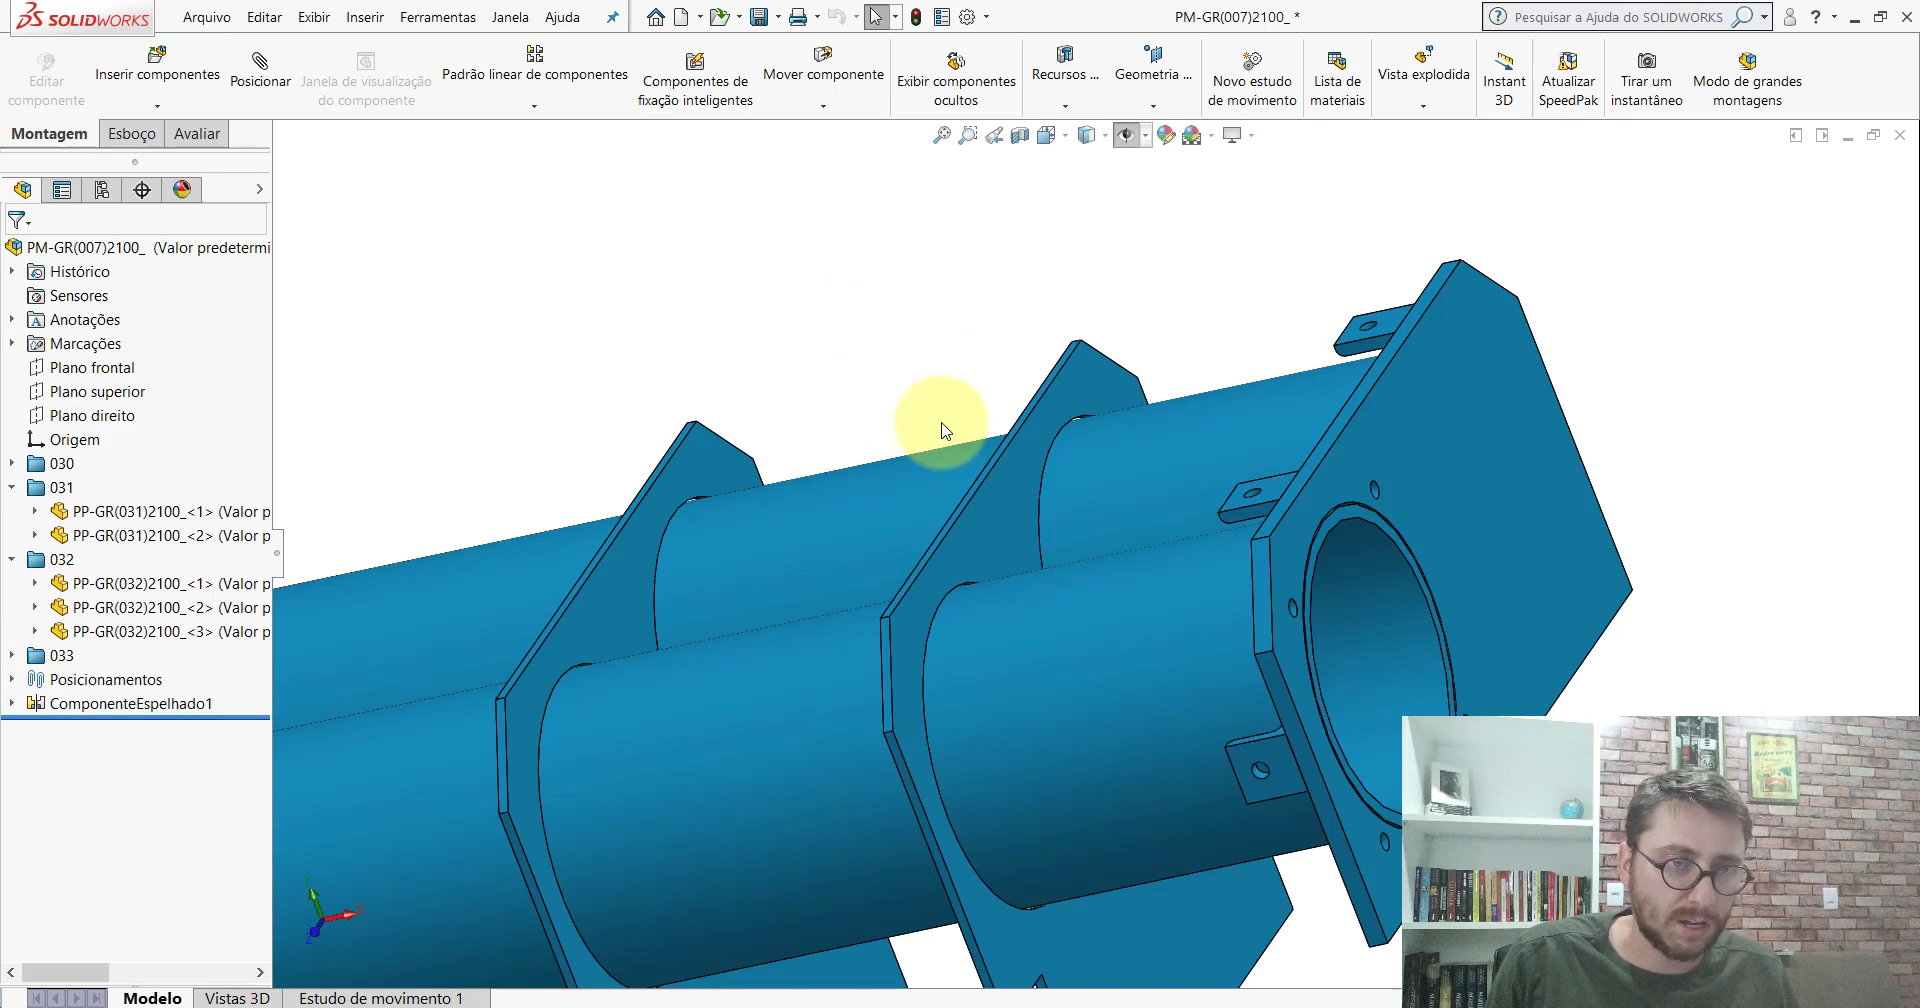 SOLIDWORKS
Arquivo Editar Exibir Inserir Ferramentas Janela Ajuda
PM-GR(007)2100_ *
Pesquisar a Ajuda do SOLIDWORKS
Editar componente
Inserir componentes
Posicionar
Janela de visualização do componente
Padrão linear de componentes
Componentes de fixação inteligentes
Mover componente
Exibir componentes ocultos
Recursos ...
Geometria ...
Novo estudo de movimento
Lista de materiais
Vista explodida
Instant 3D
Atualizar SpeedPak
Tirar um instantâneo
Modo de grandes montagens
Montagem Esboço Avaliar
PM-GR(007)2100_ (Valor predetermi
Histórico
Sensores
Anotações
Marcações
Plano frontal
Plano superior
Plano direito
Origem
030
031
PP-GR(031)2100_<1> (Valor p
PP-GR(031)2100_<2> (Valor p
032
PP-GR(032)2100_<1> (Valor p
PP-GR(032)2100_<2> (Valor p
PP-GR(032)2100_<3> (Valor p
033
Posicionamentos
ComponenteEspelhado1
Modelo Vistas 3D Estudo de movimento 1